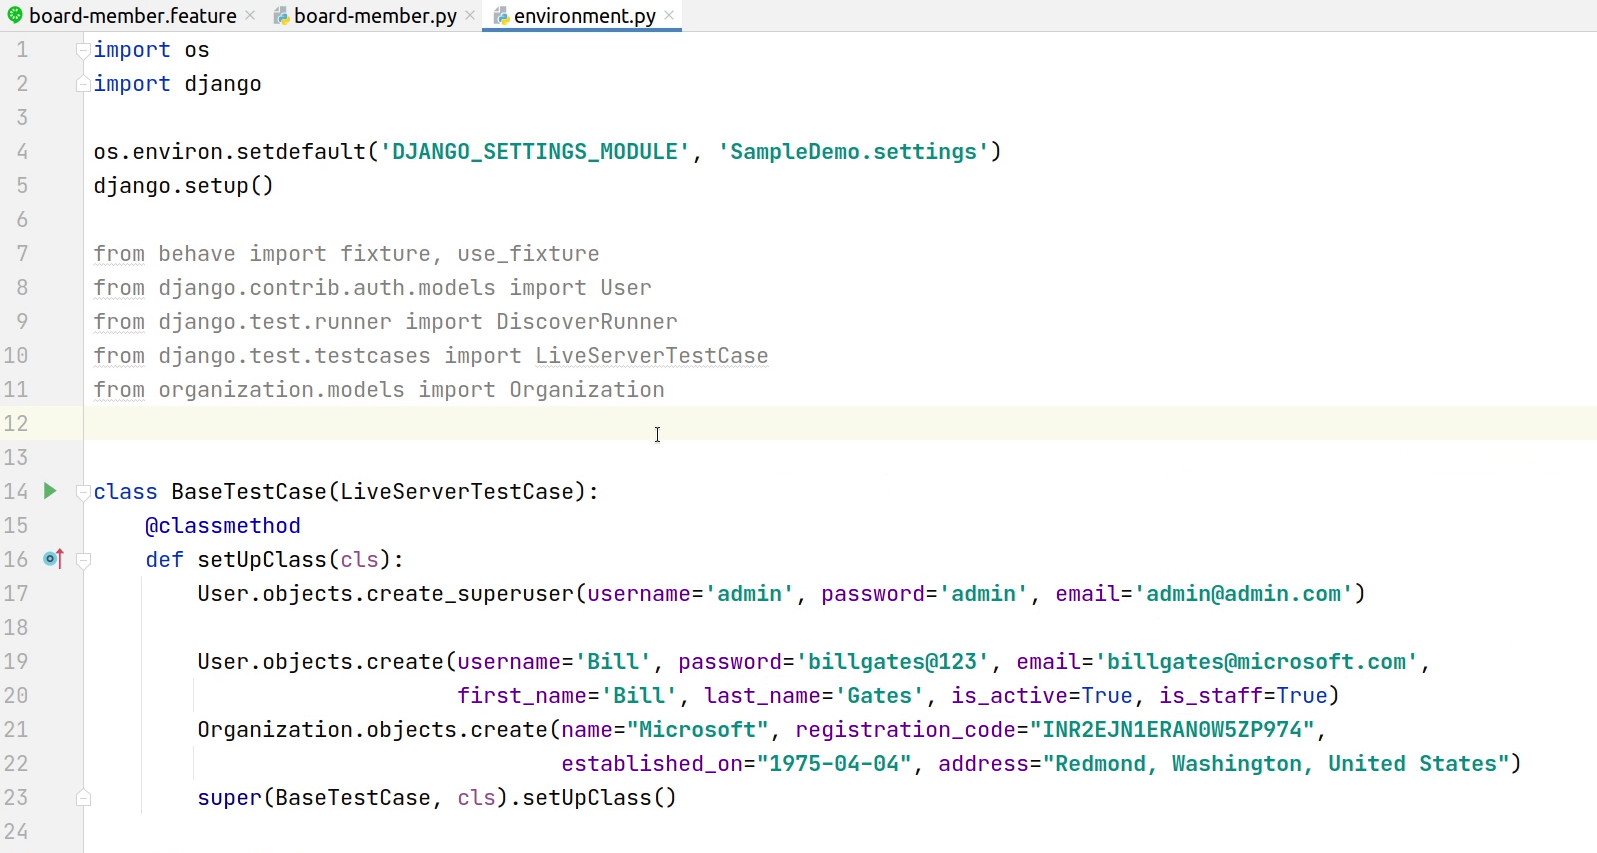 board-member.feature board-member.py environment.py
1 import os
2 import django
3
4 os.environ.setdefault('DJANGO_SETTINGS_MODULE', 'SampleDemo.settings')
5 django.setup()
6
7 from behave import fixture, use_fixture
8 from django.contrib.auth.models import User
9 from django.test.runner import DiscoverRunner
10 from django.test.testcases import LiveServerTestCase
11 from organization.models import Organization
12
13
14 class BaseTestCase(LiveServerTestCase):
15     @classmethod
16     def setUpClass(cls):
17         User.objects.create_superuser(username='admin', password='admin', email='admin@admin.com')
18
19         User.objects.create(username='Bill', password='billgates@123', email='billgates@microsoft.com',
20                             first_name='Bill', last_name='Gates', is_active=True, is_staff=True)
21         Organization.objects.create(name="Microsoft", registration_code="INR2EJN1ERAN0W5ZP974",
22                                     established_on="1975-04-04", address="Redmond, Washington, United States")
23         super(BaseTestCase, cls).setUpClass()
24